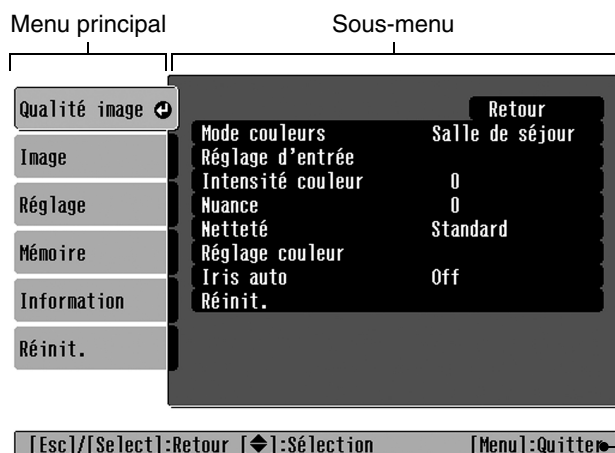 Menu principal
Sous-menu
Qualité image
Image
Réglage
Mémoire
Information
Réinit.
Retour
Mode couleurs Salle de séjour
Réglage d'entrée
Intensité couleur 0
Nuance 0
Netteté Standard
Réglage couleur
Iris auto Off
Réinit.
[Esc]/[Select]:Retour [◆]:Sélection [Menu]:Quitter